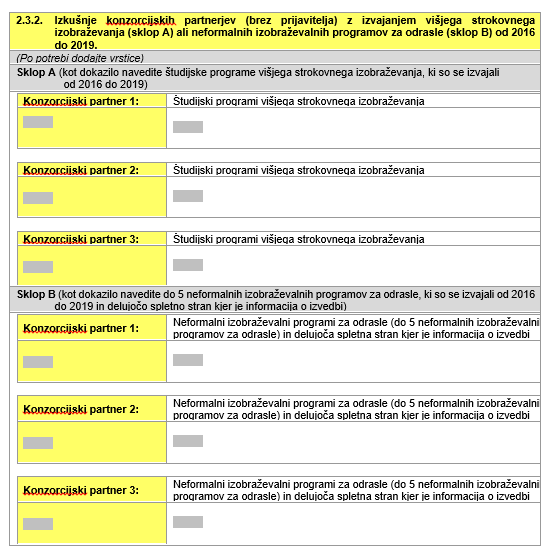 2.3.2. Izkušnje konzorcijskih partnerjev (brez prijavitelja) z izvajanjem višjega strokovnega
izobraževanja (sklop A) ali neformalnih izobraževalnih programov za odrasle (sklop B) od 2016
do 2019.
(Po potrebi dodajte vrstice)
Sklop A (kot dokazilo navedite študijske programe višjega strokovnega izobraževanja, ki so se izvajali
od 2016 do 2019)
Konzorcijski partner 1: Študijski programi višjega strokovnega izobraževanja
Konzorcijski partner 2: Študijski programi višjega strokovnega izobraževanja
Konzorcijski partner 3: Študijski programi višjega strokovnega izobraževanja
Sklop B (kot dokazilo navedite do 5 neformalnih izobraževalnih programov za odrasle, ki so se izvajali od 2016
do 2019 in delujočo spletno stran kjer je informacija o izvedbi)
Konzorcijski partner 1: Neformalni izobraževalni programi za odrasle (do 5 neformalnih izobraževalni
programov za odrasle) in delujoča spletna stran kjer je informacija o izvedbi
Konzorcijski partner 2: Neformalni izobraževalni programi za odrasle (do 5 neformalnih izobraževalni
programov za odrasle) in delujoča spletna stran kjer je informacija o izvedbi
Konzorcijski partner 3: Neformalni izobraževalni programi za odrasle (do 5 neformalnih izobraževalni
programov za odrasle) in delujoča spletna stran kjer je informacija o izvedbi